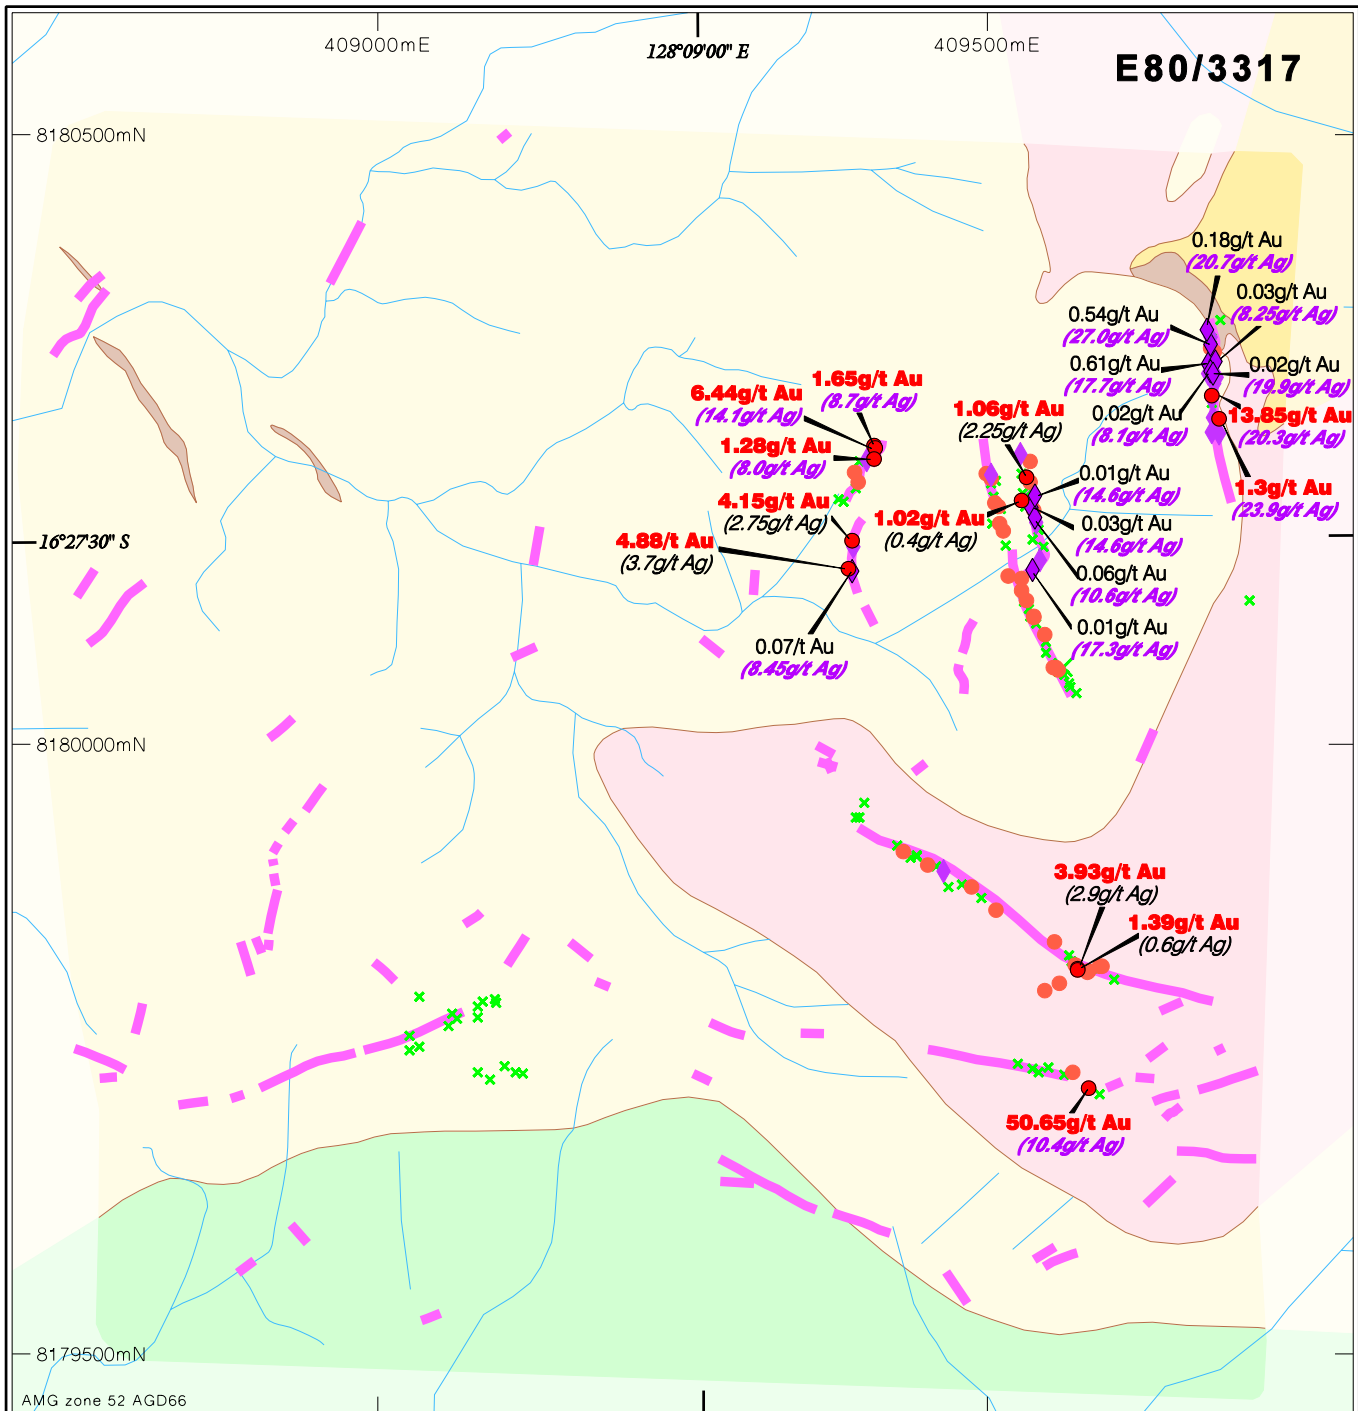 409000mE
128°09'00" E
409500mE
E80/3317
8180500mN
0.18g/t Au
(20.7g/t Ag)
0.03g/t Au
(8.25g/t Ag)
0.54g/t Au
(27.0g/t Ag)
0.61g/t Au
(17.7g/t Ag)
0.02g/t Au
(19.9g/t Ag)
1.65g/t Au
(8.7g/t Ag)
6.44g/t Au
(14.1g/t Ag)
1.06g/t Au
(2.25g/t Ag)
0.02g/t Au
(8.1g/t Ag)
13.85g/t Au
(20.3g/t Ag)
1.28g/t Au
(8.0g/t Ag)
0.01g/t Au
(14.6g/t Ag)
1.3g/t Au
(23.9g/t Ag)
4.15g/t Au
(2.75g/t Ag)
1.02g/t Au
(0.4g/t Ag)
0.03g/t Au
(14.6g/t Ag)
16°27'30" S
4.88/t Au
(3.7g/t Ag)
0.06g/t Au
(10.6g/t Ag)
0.01g/t Au
(17.3g/t Ag)
0.07/t Au
(8.45g/t Ag)
8180000mN
3.93g/t Au
(2.9g/t Ag)
1.39g/t Au
(0.6g/t Ag)
50.65g/t Au
(10.4g/t Ag)
8179500mN
AMG zone 52 AGD66